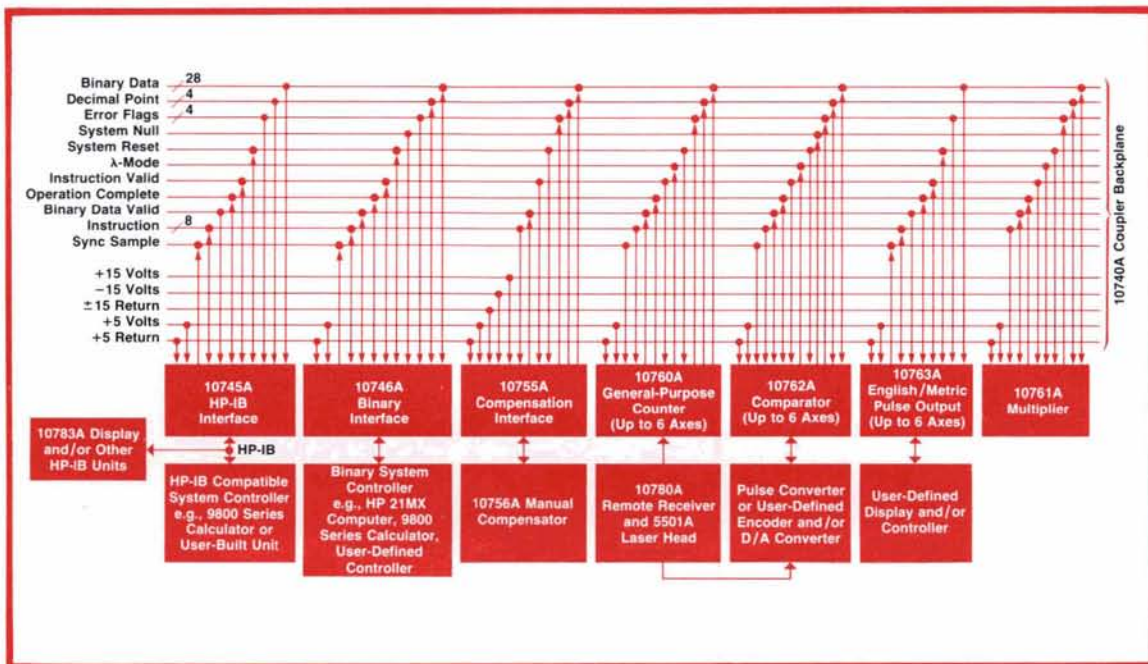 Binary Data 28
Decimal Point 4
Error Flags 4
System Null
System Reset
λ-Mode
Instruction Valid
Operation Complete
Binary Data Valid
Instruction 8
Sync Sample
+15 Volts
−15 Volts
±15 Return
+5 Volts
+5 Return
10740A Coupler Backplane
10745A
HP-IB
Interface
10746A
Binary
Interface
10755A
Compensation
Interface
10760A
General-Purpose
Counter
(Up to 6 Axes)
10762A
Comparator
(Up to 6 Axes)
10763A
English/Metric
Pulse Output
(Up to 6 Axes)
10761A
Multiplier
10783A Display
and/or Other
HP-IB Units
HP-IB
HP-IB Compatible
System Controller
e.g., 9800 Series
Calculator or
User-Built Unit
Binary System
Controller
e.g., HP 21MX
Computer, 9800
Series Calculator,
User-Defined
Controller
10756A Manual
Compensator
10780A
Remote Receiver
and 5501A
Laser Head
Pulse Converter
or User-Defined
Encoder and/or
D/A Converter
User-Defined
Display and/or
Controller